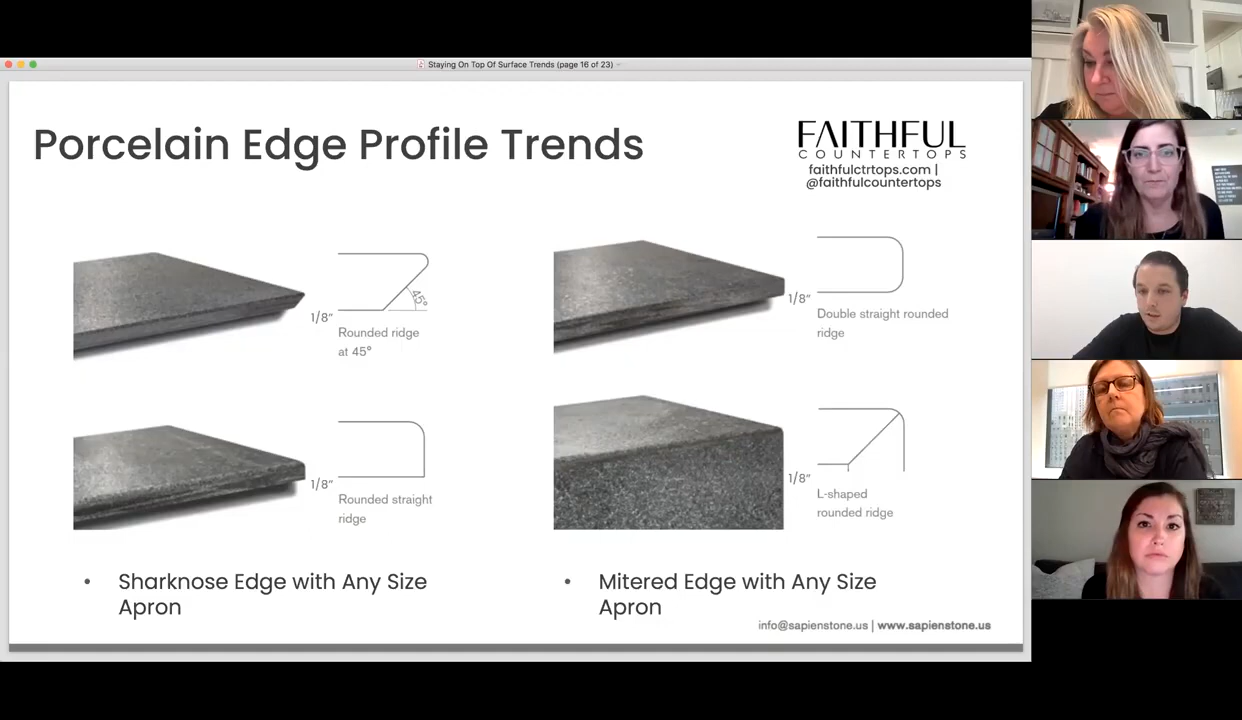 Staying On Top Of Surface Trends (page 16 of 23)
Porcelain Edge Profile Trends
FAITHFUL
COUNTERTOPS
faithfulctrtops.com |
@faithfulcountertops
45°
1/8"
Rounded ridge
at 45°
1/8"
Double straight rounded
ridge
1/8"
Rounded straight
ridge
1/8"
L-shaped
rounded ridge
• Sharknose Edge with Any Size
Apron
• Mitered Edge with Any Size
Apron
info@sapienstone.us | www.sapienstone.us